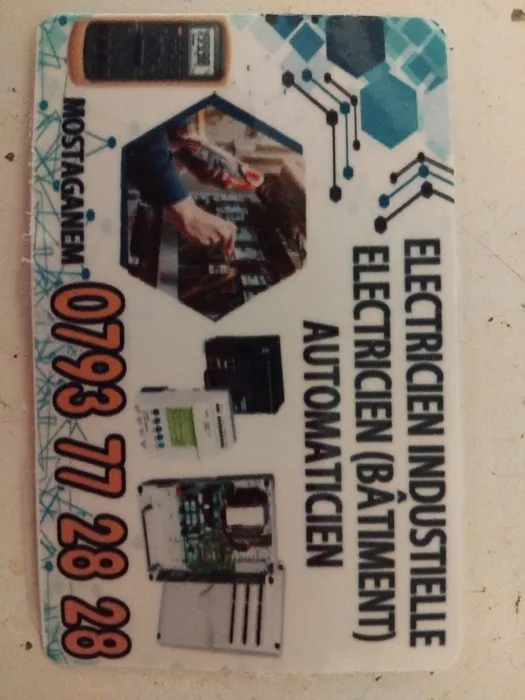 ELECTRICIEN INDUSTIELLE
ELECTRICIEN (BÂTIMENT)
AUTOMATICIEN
MOSTAGANEM
0793 77 28 28